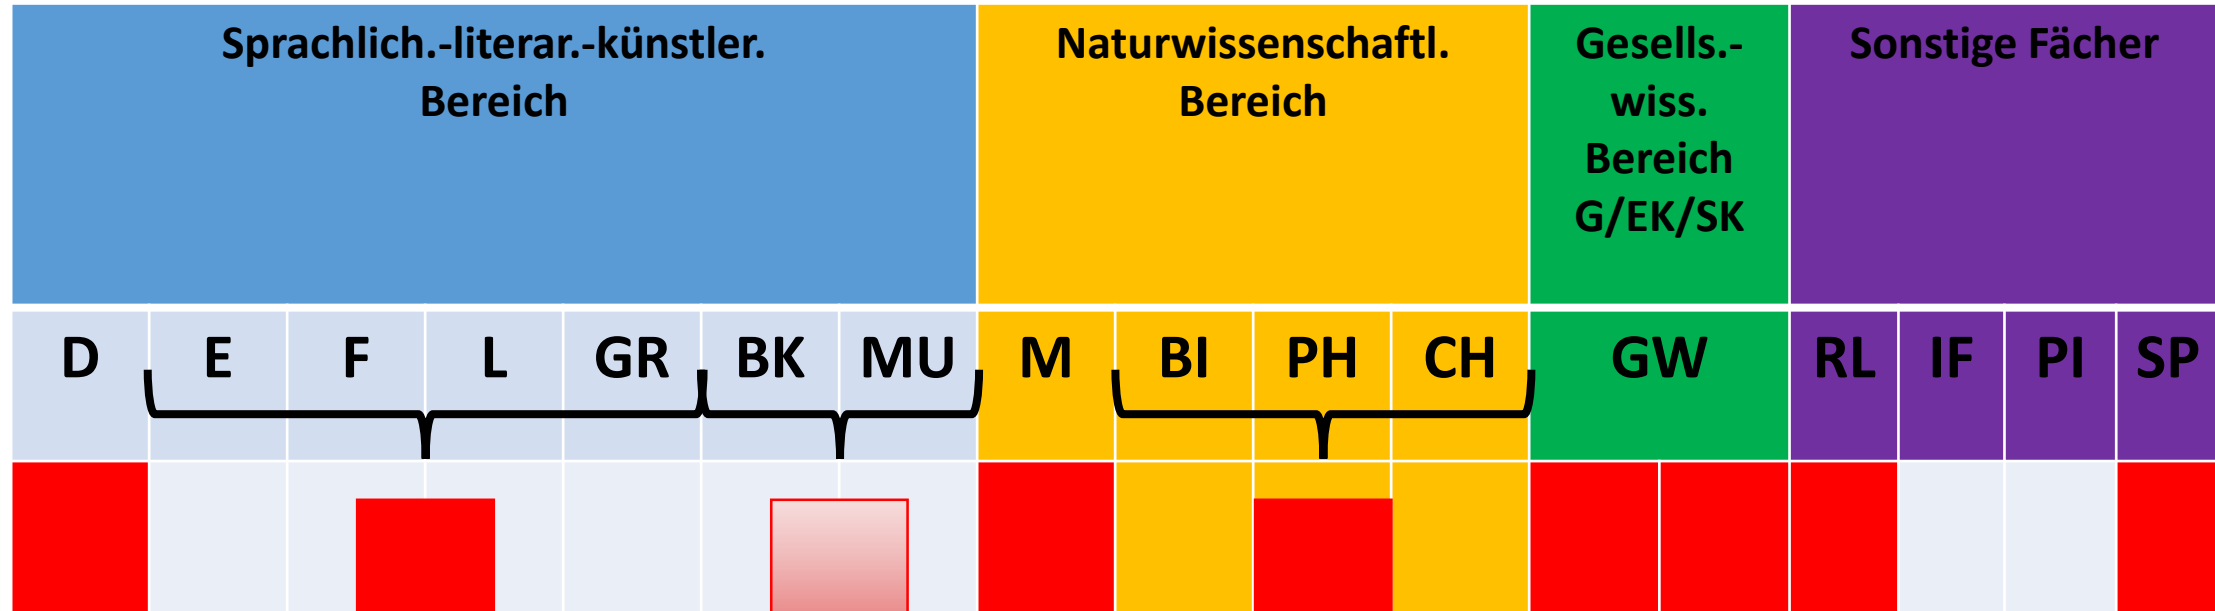 Sprachlich.-literar.-künstler.
Bereich
Naturwissenschaftl.
Bereich
Gesells.-
wiss.
Bereich
G/EK/SK
Sonstige Fächer
D E F L GR BK MU M BI PH CH GW RL IF PI SP